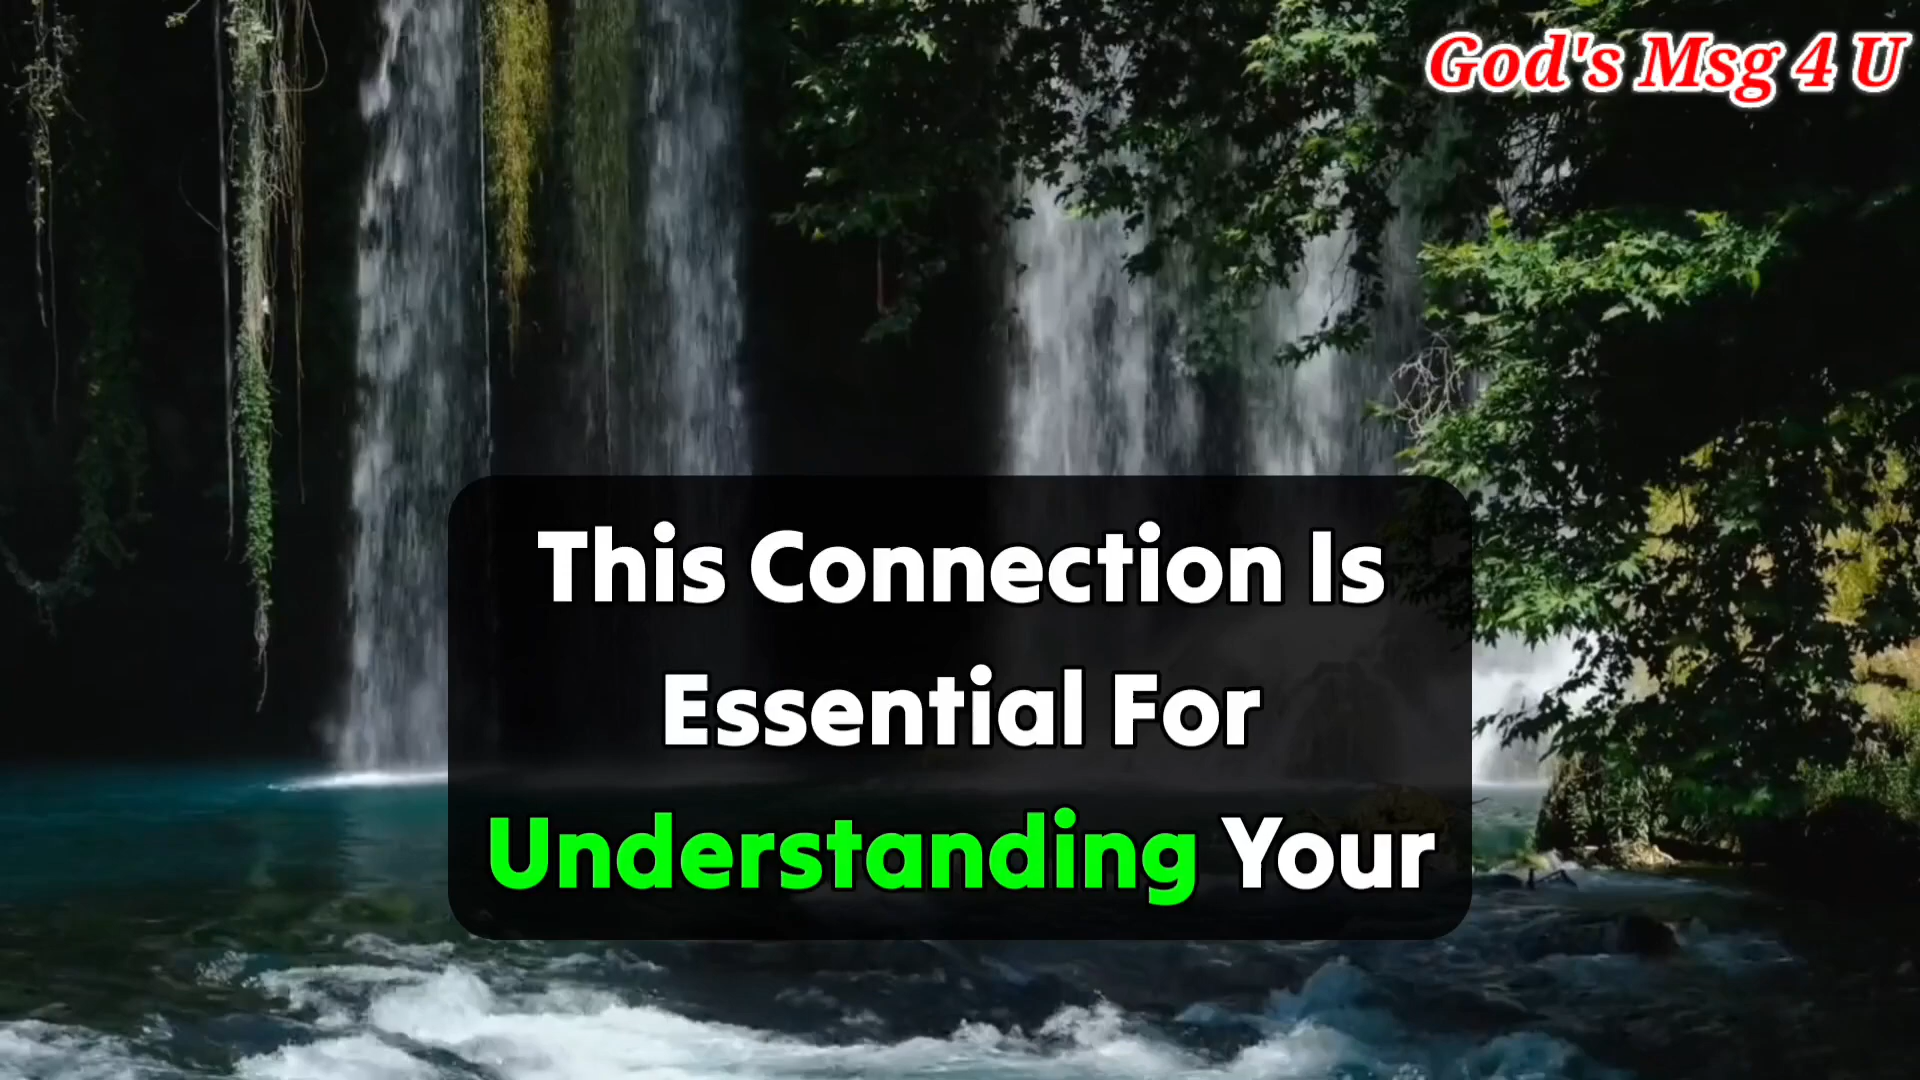 God's Msg 4 U
This Connection Is
Essential For
Understanding Your